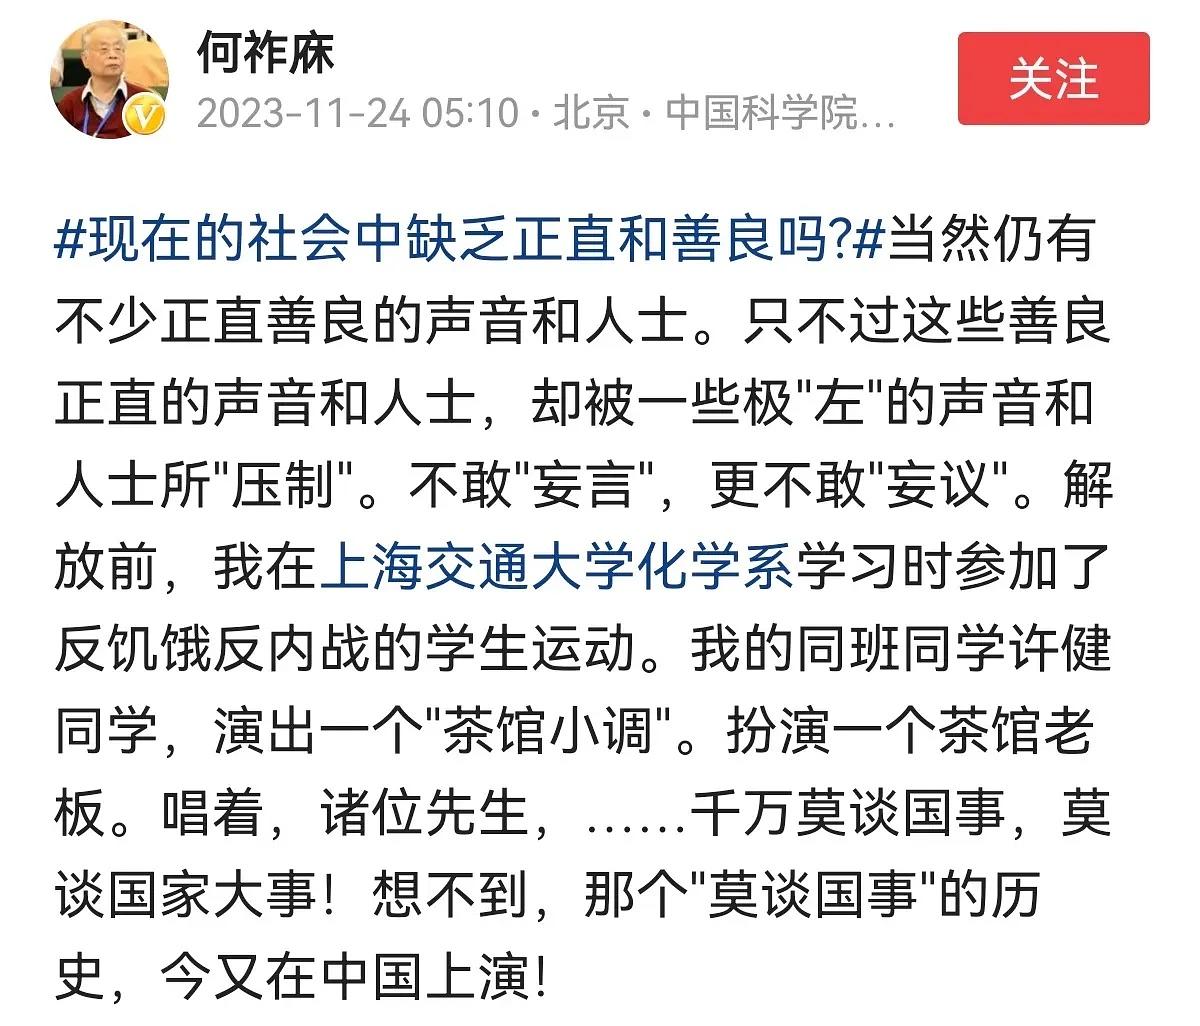 何祚庥
关注
2023-11-24 05:10·北京·中国科学院...
#现在的社会中缺乏正直和善良吗?#当然仍有
不少正直善良的声音和人士。只不过这些善良
正直的声音和人士，却被一些极"左"的声音和
人士所"压制"。不敢"妄言"，更不敢"妄议"。解
放前，我在上海交通大学化学系学习时参加了
反饥饿反内战的学生运动。我的同班同学许健
同学，演出一个"茶馆小调"。扮演一个茶馆老
板。唱着，诸位先生，……千万莫谈国事，莫
谈国家大事！想不到，那个"莫谈国事"的历
史，今又在中国上演！